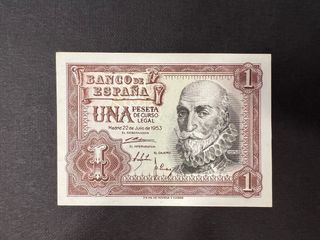 BANCO DE
ESPAÑA
1
UNA PESETA
DE CURSO
LEGAL
Madrid 22 de Julio de 1953
EL GOBERNADOR
EL INTERVENTOR
EL CAJERO
1
1